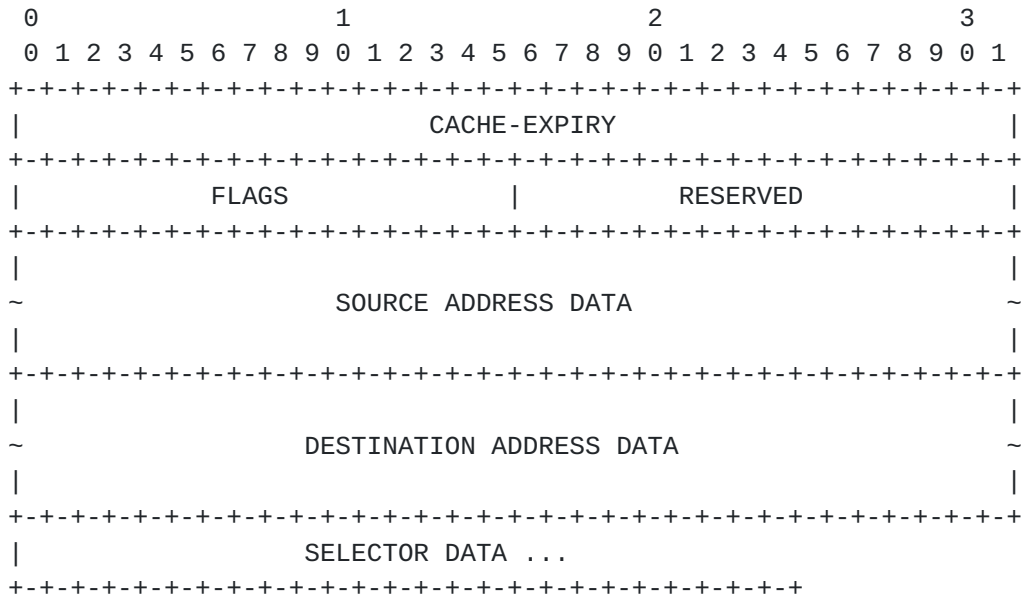 0                   1                   2                   3
 0 1 2 3 4 5 6 7 8 9 0 1 2 3 4 5 6 7 8 9 0 1 2 3 4 5 6 7 8 9 0 1
+-+-+-+-+-+-+-+-+-+-+-+-+-+-+-+-+-+-+-+-+-+-+-+-+-+-+-+-+-+-+-+-+
|                          CACHE-EXPIRY                         |
+-+-+-+-+-+-+-+-+-+-+-+-+-+-+-+-+-+-+-+-+-+-+-+-+-+-+-+-+-+-+-+-+
|            FLAGS              |          RESERVED             |
+-+-+-+-+-+-+-+-+-+-+-+-+-+-+-+-+-+-+-+-+-+-+-+-+-+-+-+-+-+-+-+-+
|                                                               |
~                    SOURCE ADDRESS DATA                        ~
|                                                               |
+-+-+-+-+-+-+-+-+-+-+-+-+-+-+-+-+-+-+-+-+-+-+-+-+-+-+-+-+-+-+-+-+
|                                                               |
~                  DESTINATION ADDRESS DATA                     ~
|                                                               |
+-+-+-+-+-+-+-+-+-+-+-+-+-+-+-+-+-+-+-+-+-+-+-+-+-+-+-+-+-+-+-+-+
|                  SELECTOR DATA ...
+-+-+-+-+-+-+-+-+-+-+-+-+-+-+-+-+-+-+-+-+-+-+-+-+-+